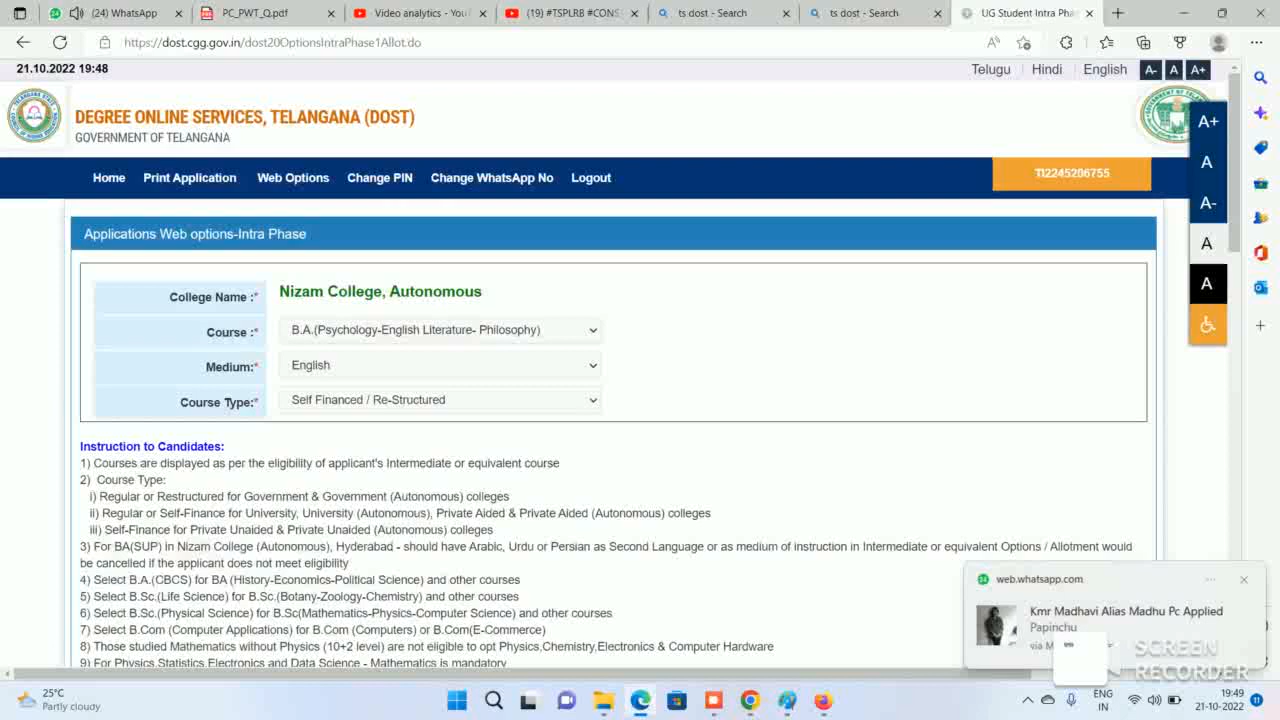 (24) WhatsApp
PC_PWT_Q.pdf
Video analytics - You
(19) #TSPLRB #CONS
ts dost - Search
ts dost - Search
UG Student Intra Pha
https://dost.cgg.gov.in/dost20OptionsIntraPhase1Allot.do
21.10.2022 19:48
Telugu
Hindi
English
A-
A
A+
DEGREE ONLINE SERVICES, TELANGANA (DOST)
GOVERNMENT OF TELANGANA
A+
A
A-
A
A
Home
Print Application
Web Options
Change PIN
Change WhatsApp No
Logout
TI2245206755
Applications Web options-Intra Phase
College Name :* Nizam College, Autonomous
Course :* B.A.(Psychology-English Literature- Philosophy)
Medium:* English
Course Type:* Self Financed / Re-Structured
Instruction to Candidates:
1) Courses are displayed as per the eligibility of applicant's Intermediate or equivalent course
2) Course Type:
i) Regular or Restructured for Government & Government (Autonomous) colleges
ii) Regular or Self-Finance for University, University (Autonomous), Private Aided & Private Aided (Autonomous) colleges
iii) Self-Finance for Private Unaided & Private Unaided (Autonomous) colleges
3) For BA(SUP) in Nizam College (Autonomous), Hyderabad - should have Arabic, Urdu or Persian as Second Language or as medium of instruction in Intermediate or equivalent Options / Allotment would
be cancelled if the applicant does not meet eligibility
4) Select B.A.(CBCS) for BA (History-Economics-Political Science) and other courses
5) Select B.Sc.(Life Science) for B.Sc.(Botany-Zoology-Chemistry) and other courses
6) Select B.Sc.(Physical Science) for B.Sc(Mathematics-Physics-Computer Science) and other courses
7) Select B.Com (Computer Applications) for B.Com (Computers) or B.Com(E-Commerce)
8) Those studied Mathematics without Physics (10+2 level) are not eligible to opt Physics,Chemistry,Electronics & Computer Hardware
9) For Physics,Statistics,Electronics and Data Science - Mathematics is mandatory
web.whatsapp.com
Kmr Madhavi Alias Madhu Pc Applied
Papinchu
via M
SCREEN
RECORDER
25°C
Partly cloudy
ENG
IN
19:49
21-10-2022